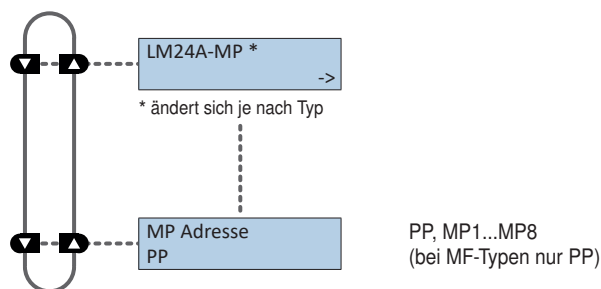 LM24A-MP *
->
* ändert sich je nach Typ
MP Adresse
PP
PP, MP1...MP8
(bei MF-Typen nur PP)